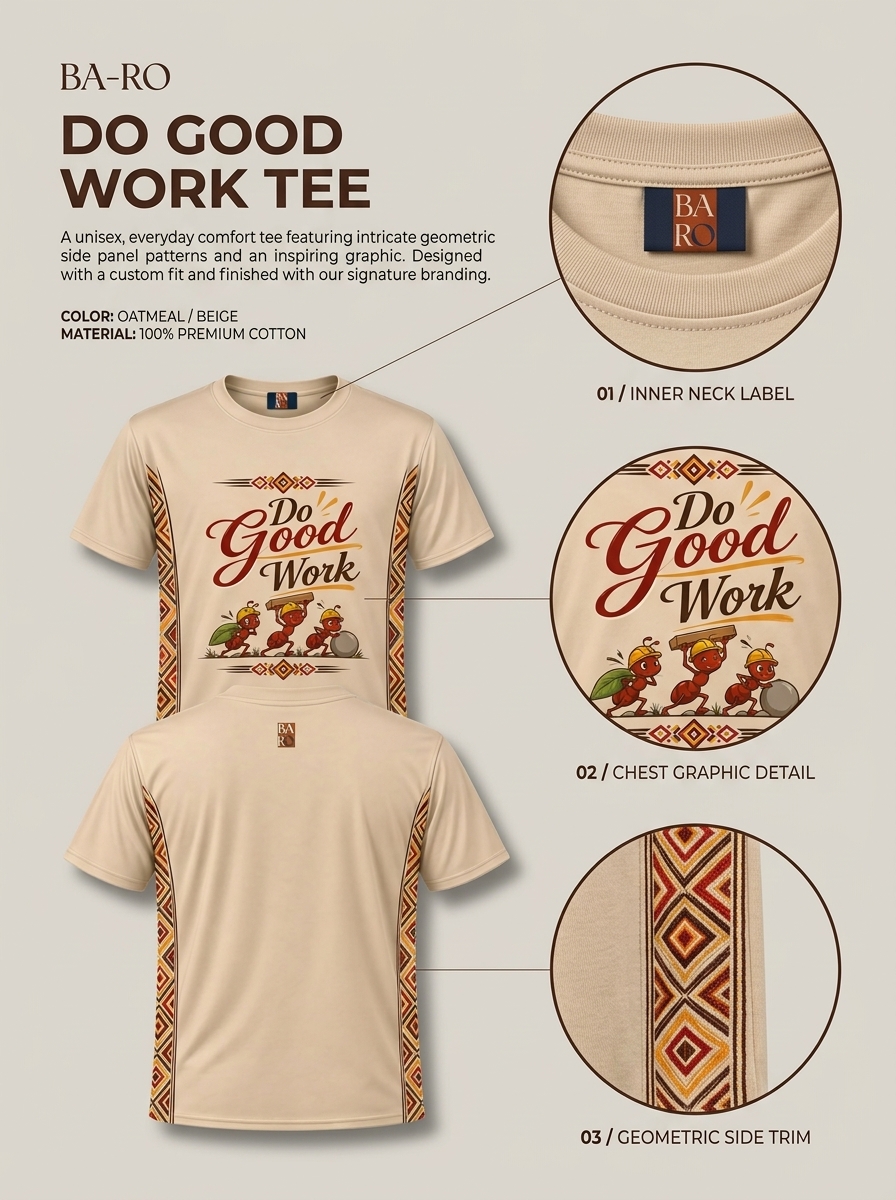 BA-RO
DO GOOD
WORK TEE
A unisex, everyday comfort tee featuring intricate geometric
side panel patterns and an inspiring graphic. Designed
with a custom fit and finished with our signature branding.
COLOR: OATMEAL / BEIGE
MATERIAL: 100% PREMIUM COTTON
BA
RO
01 / INNER NECK LABEL
Do
Good
Work
Do
Good
Work
02 / CHEST GRAPHIC DETAIL
BA
RO
03 / GEOMETRIC SIDE TRIM